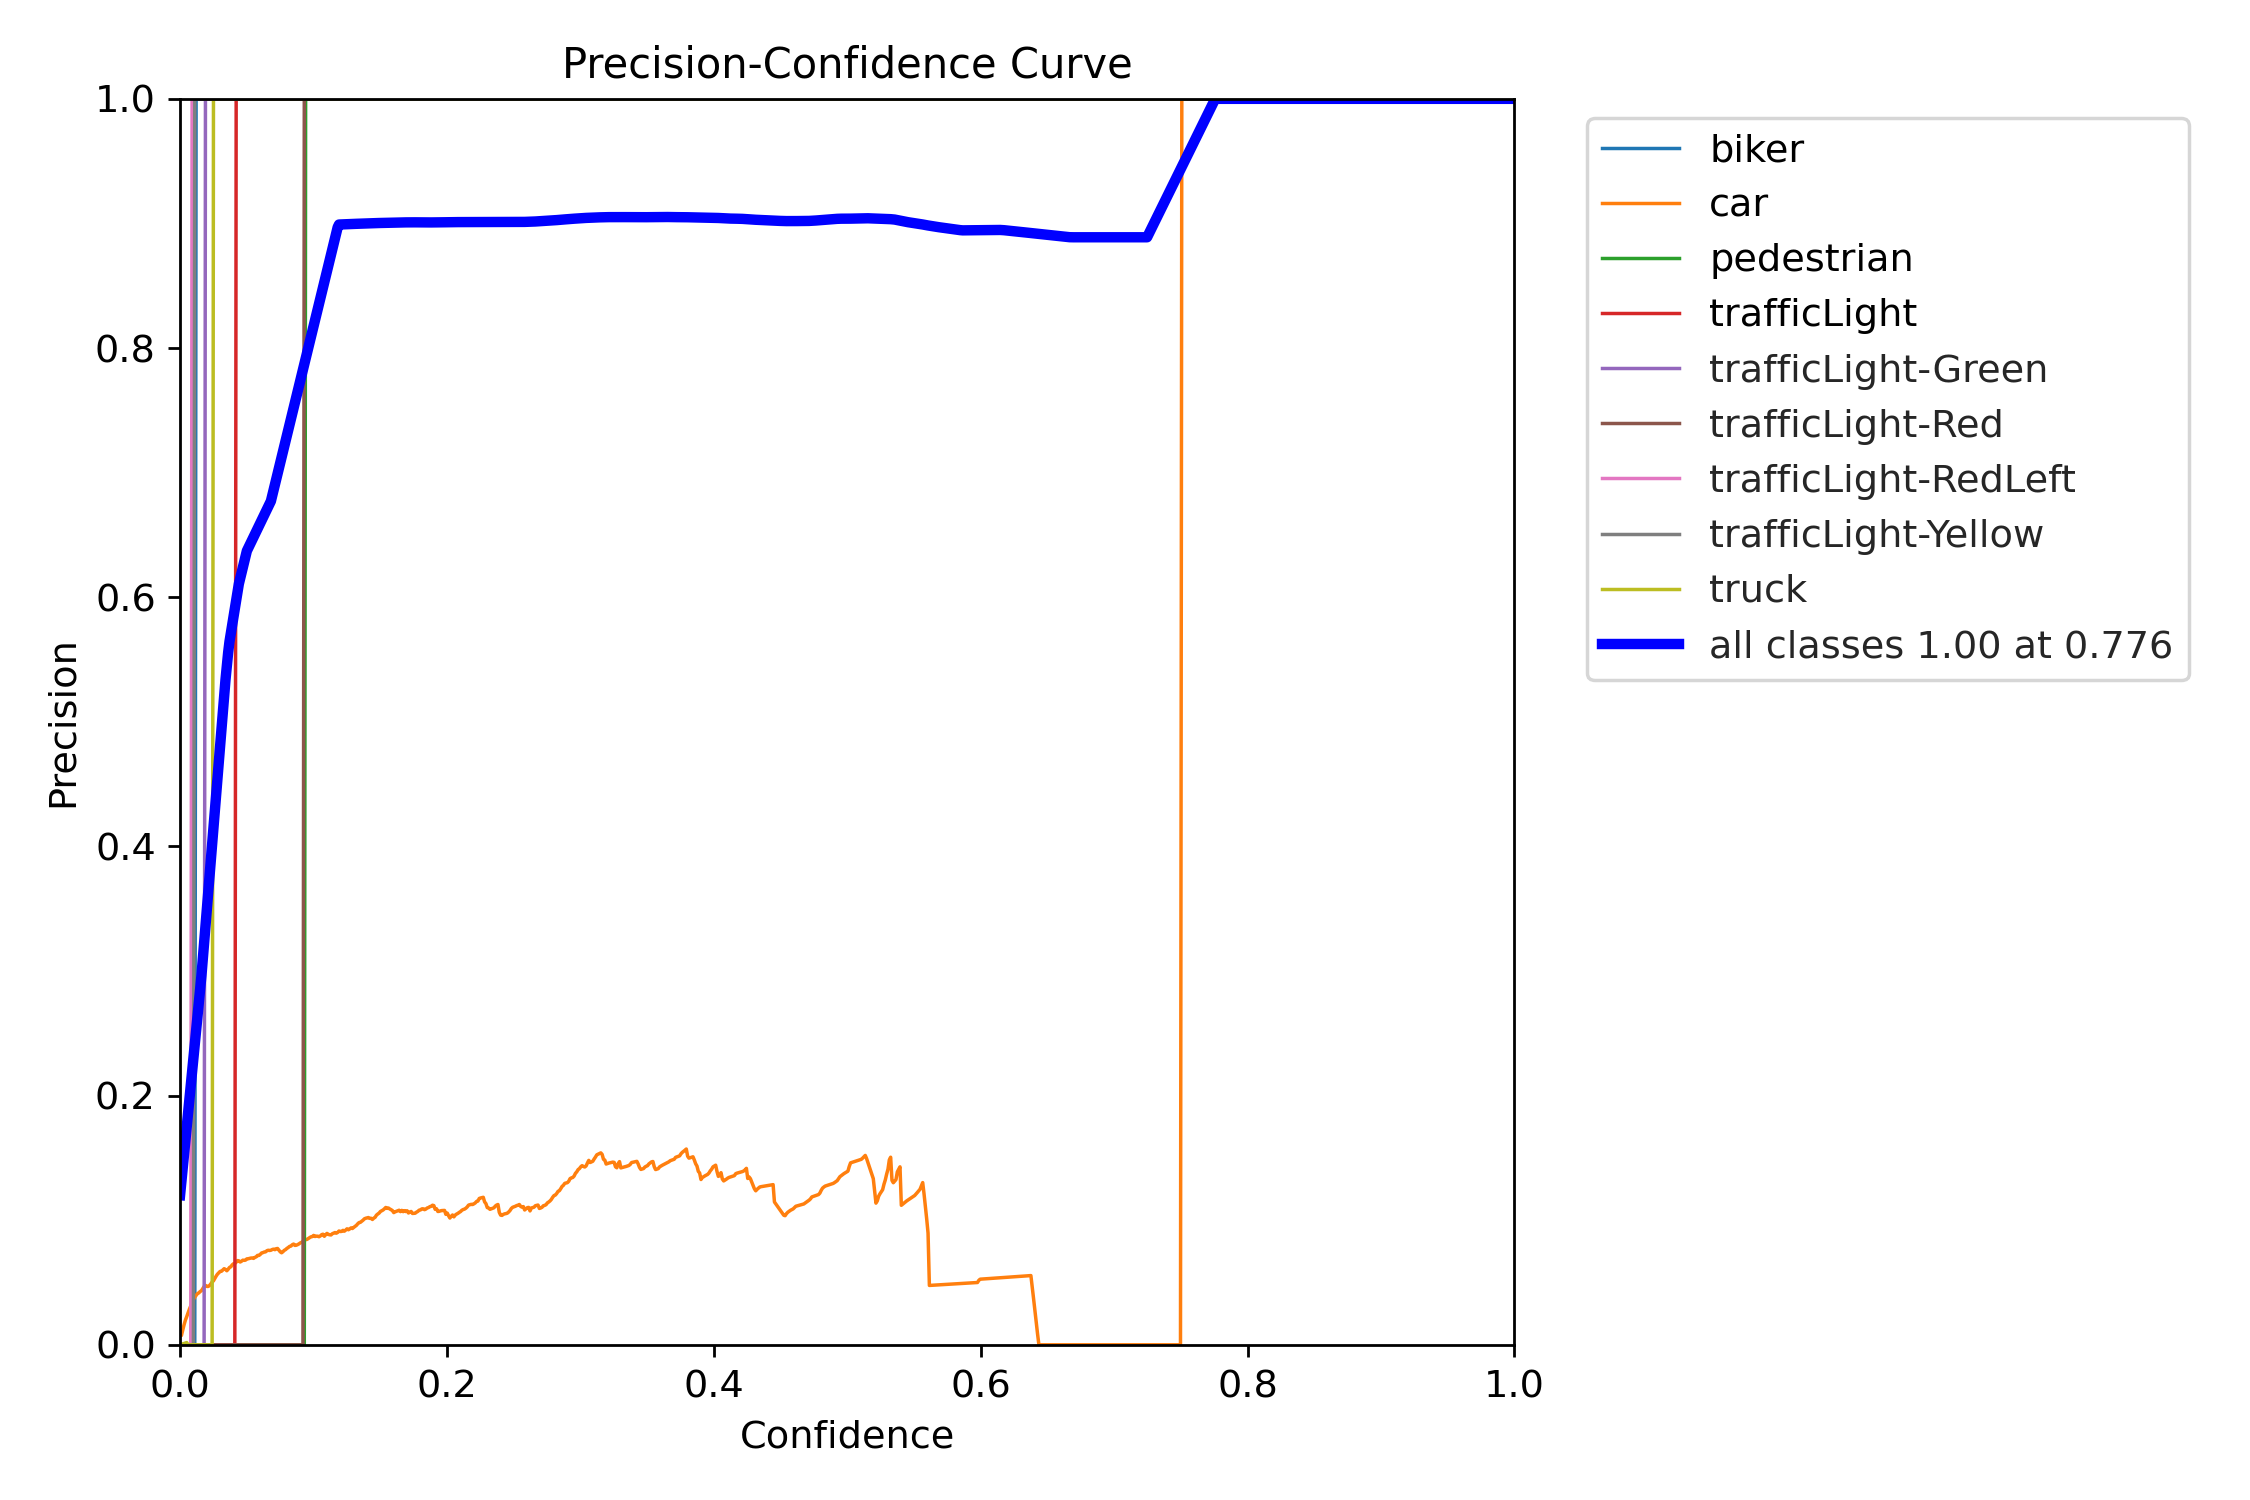 Precision-Confidence Curve
1.0
0.8
0.6
0.4
0.2
0.0
Precision
0.0 0.2 0.4 0.6 0.8 1.0
Confidence
biker
car
pedestrian
trafficLight
trafficLight-Green
trafficLight-Red
trafficLight-RedLeft
trafficLight-Yellow
truck
all classes 1.00 at 0.776